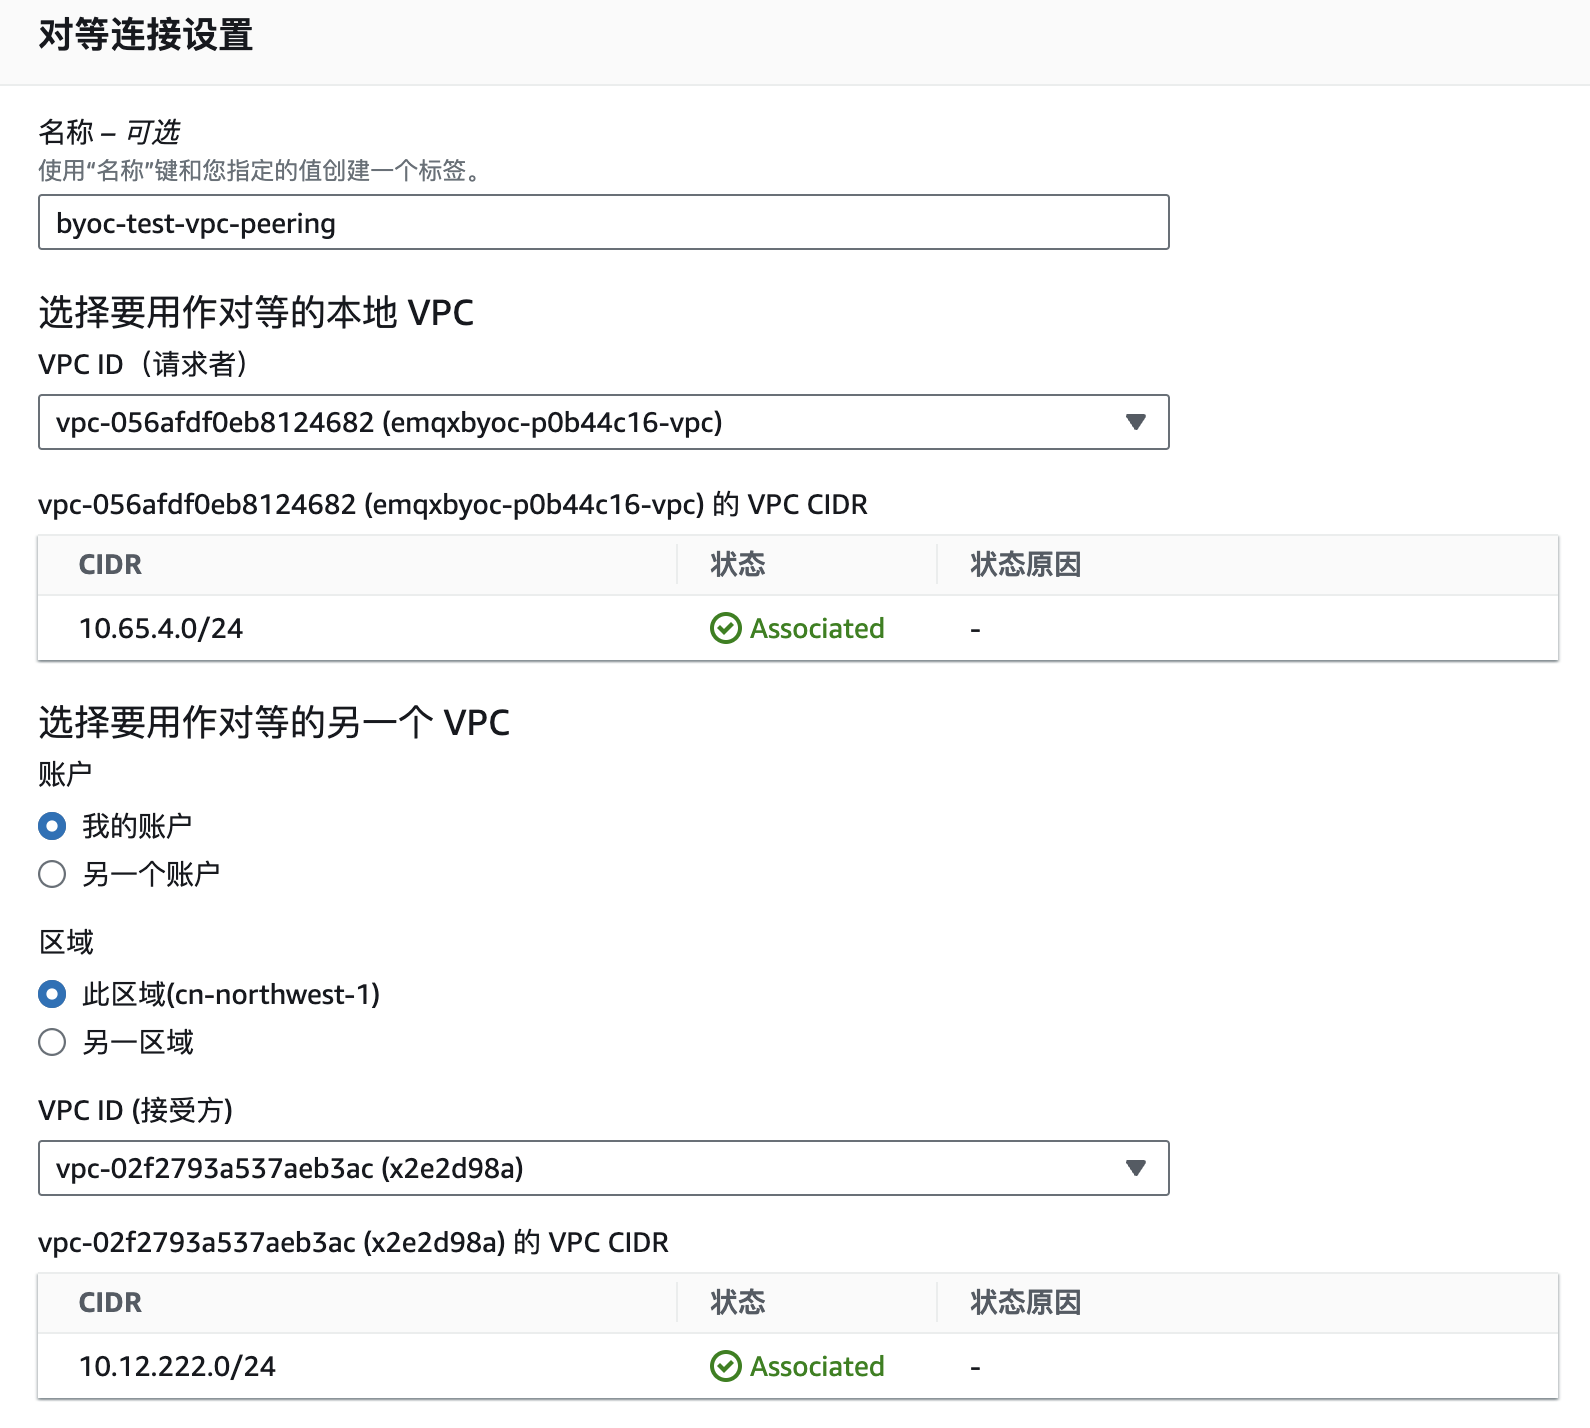 对等连接设置
名称 – 可选
使用“名称”键和您指定的值创建一个标签。
byoc-test-vpc-peering
选择要用作对等的本地 VPC
VPC ID（请求者）
vpc-056afdf0eb8124682 (emqxbyoc-p0b44c16-vpc)
vpc-056afdf0eb8124682 (emqxbyoc-p0b44c16-vpc) 的 VPC CIDR
CIDR 状态 状态原因
10.65.4.0/24 Associated -
选择要用作对等的另一个 VPC
账户
我的账户
另一个账户
区域
此区域(cn-northwest-1)
另一区域
VPC ID (接受方)
vpc-02f2793a537aeb3ac (x2e2d98a)
vpc-02f2793a537aeb3ac (x2e2d98a) 的 VPC CIDR
CIDR 状态 状态原因
10.12.222.0/24 Associated -